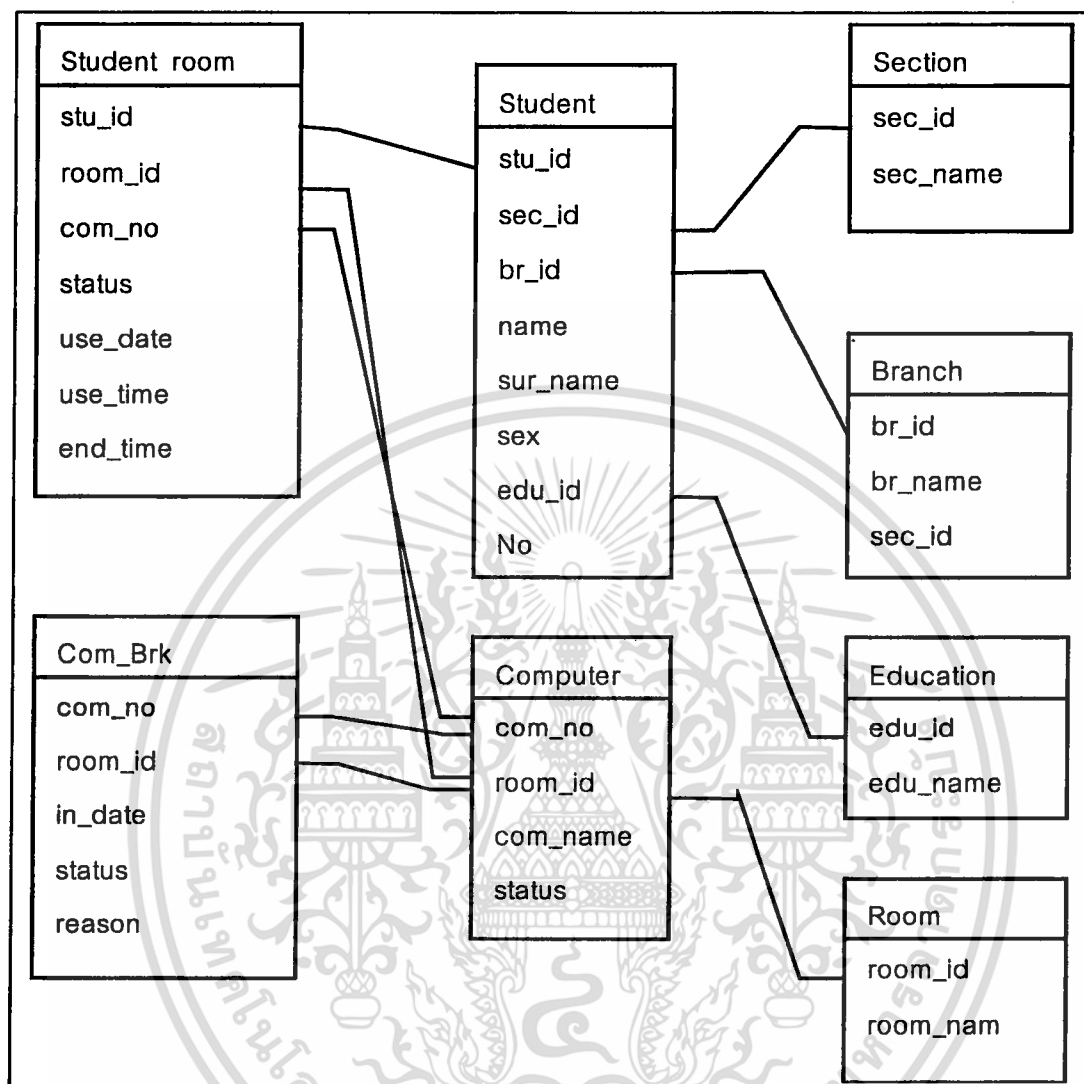 Student room
stu_id
room_id
com_no
status
use_date
use_time
end_time
Student
stu_id
sec_id
br_id
name
sur_name
sex
edu_id
No
Section
sec_id
sec_name
Branch
br_id
br_name
sec_id
Com_Brk
com_no
room_id
in_date
status
reason
Computer
com_no
room_id
com_name
status
Education
edu_id
edu_name
Room
room_id
room_nam